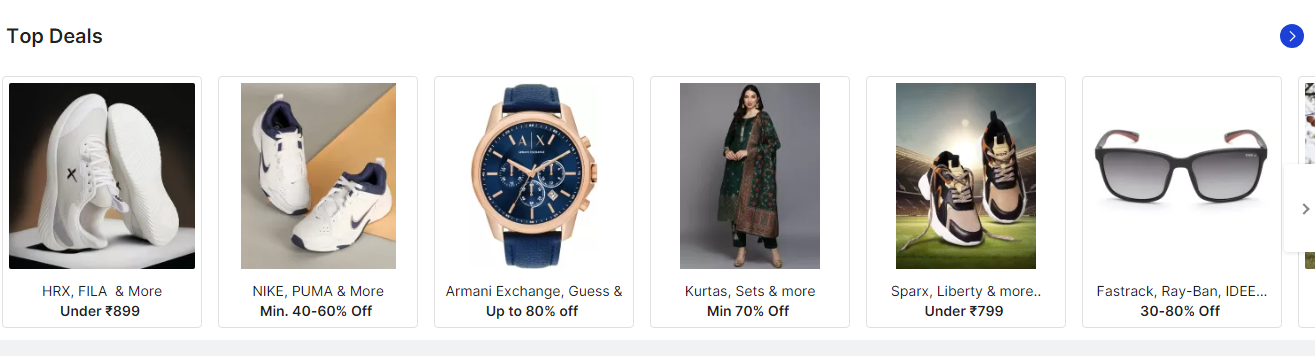 Top Deals
HRX, FILA & More
Under ₹899
NIKE, PUMA & More
Min. 40-60% Off
A|X
ARMANI EXCHANGE
Armani Exchange, Guess &
Up to 80% off
Kurtas, Sets & more
Min 70% Off
Sparx, Liberty & more..
Under ₹799
Fastrack, Ray-Ban, IDEE...
30-80% Off